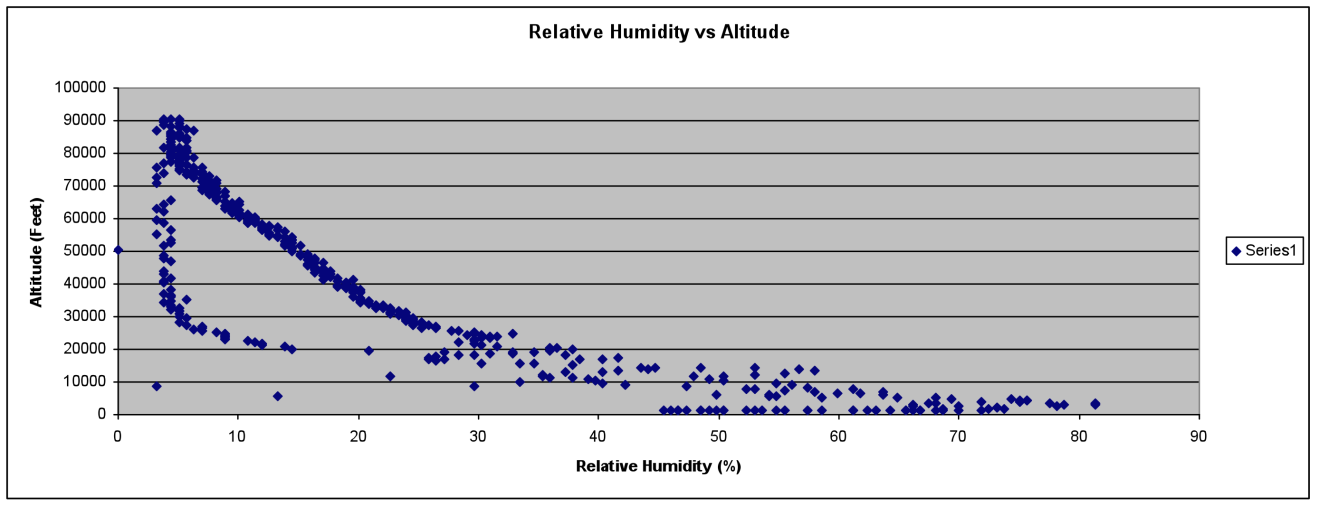 Relative Humidity vs Altitude
100000
90000
80000
70000
60000
50000
40000
30000
20000
10000
0
0 10 20 30 40 50 60 70 80 90
Altitude (Feet)
Relative Humidity (%)
Series1